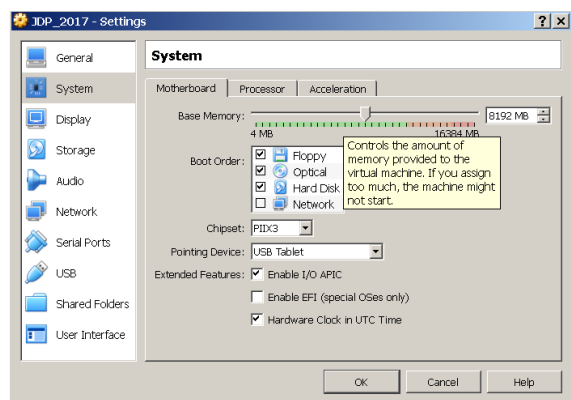 JDP_2017 - Settings
General
System
Display
Storage
Audio
Network
Serial Ports
USB
Shared Folders
User Interface
System
Motherboard Processor Acceleration
Base Memory: 8192 MB
4 MB 16384 MB
Controls the amount of
memory provided to the
virtual machine. If you assign
too much, the machine might
not start.
Boot Order: Floppy
Optical
Hard Disk
Network
Chipset: PIIX3
Pointing Device: USB Tablet
Extended Features: Enable I/O APIC
Enable EFI (special OSes only)
Hardware Clock in UTC Time
OK Cancel Help